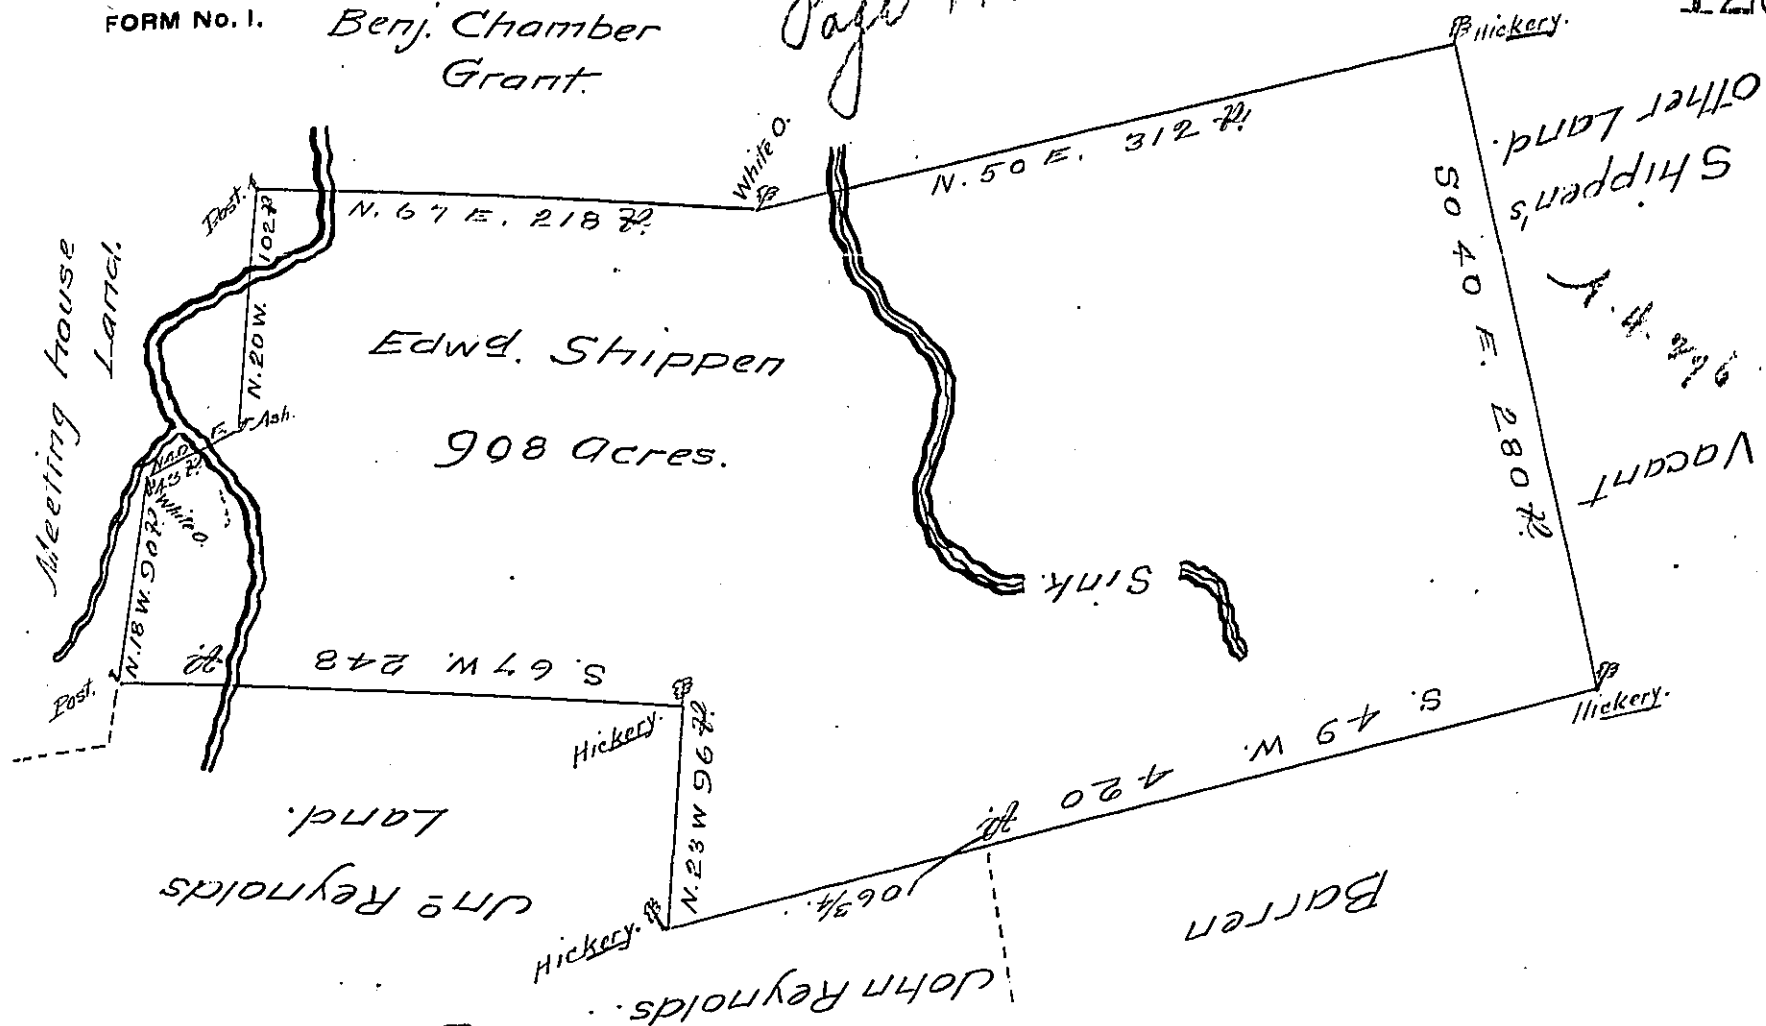 FORM No. 1.
Benj. Chamber
Grant.
Page
Hickery.
other Land.
Shippen's
Vacant
White O.
N. 50 E. 312 p.
Post.
N. 67 E. 218 p.
102 p.
N. 20 W.
Meeting house
Land.
Edwd. Shippen
908 Acres.
So 40 E. 280 p.
E
Ash.
43 p.
White O.
N. 18 W. 90 p.
Sink.
Post.
S. 67 W. 248 p.
Hickery.
N. 23 W 96 p.
Hickery.
S. 49 W. 420 p.
106 3/4.
Hickery.
Jno Reynolds
Land.
Barren
John Reynolds.